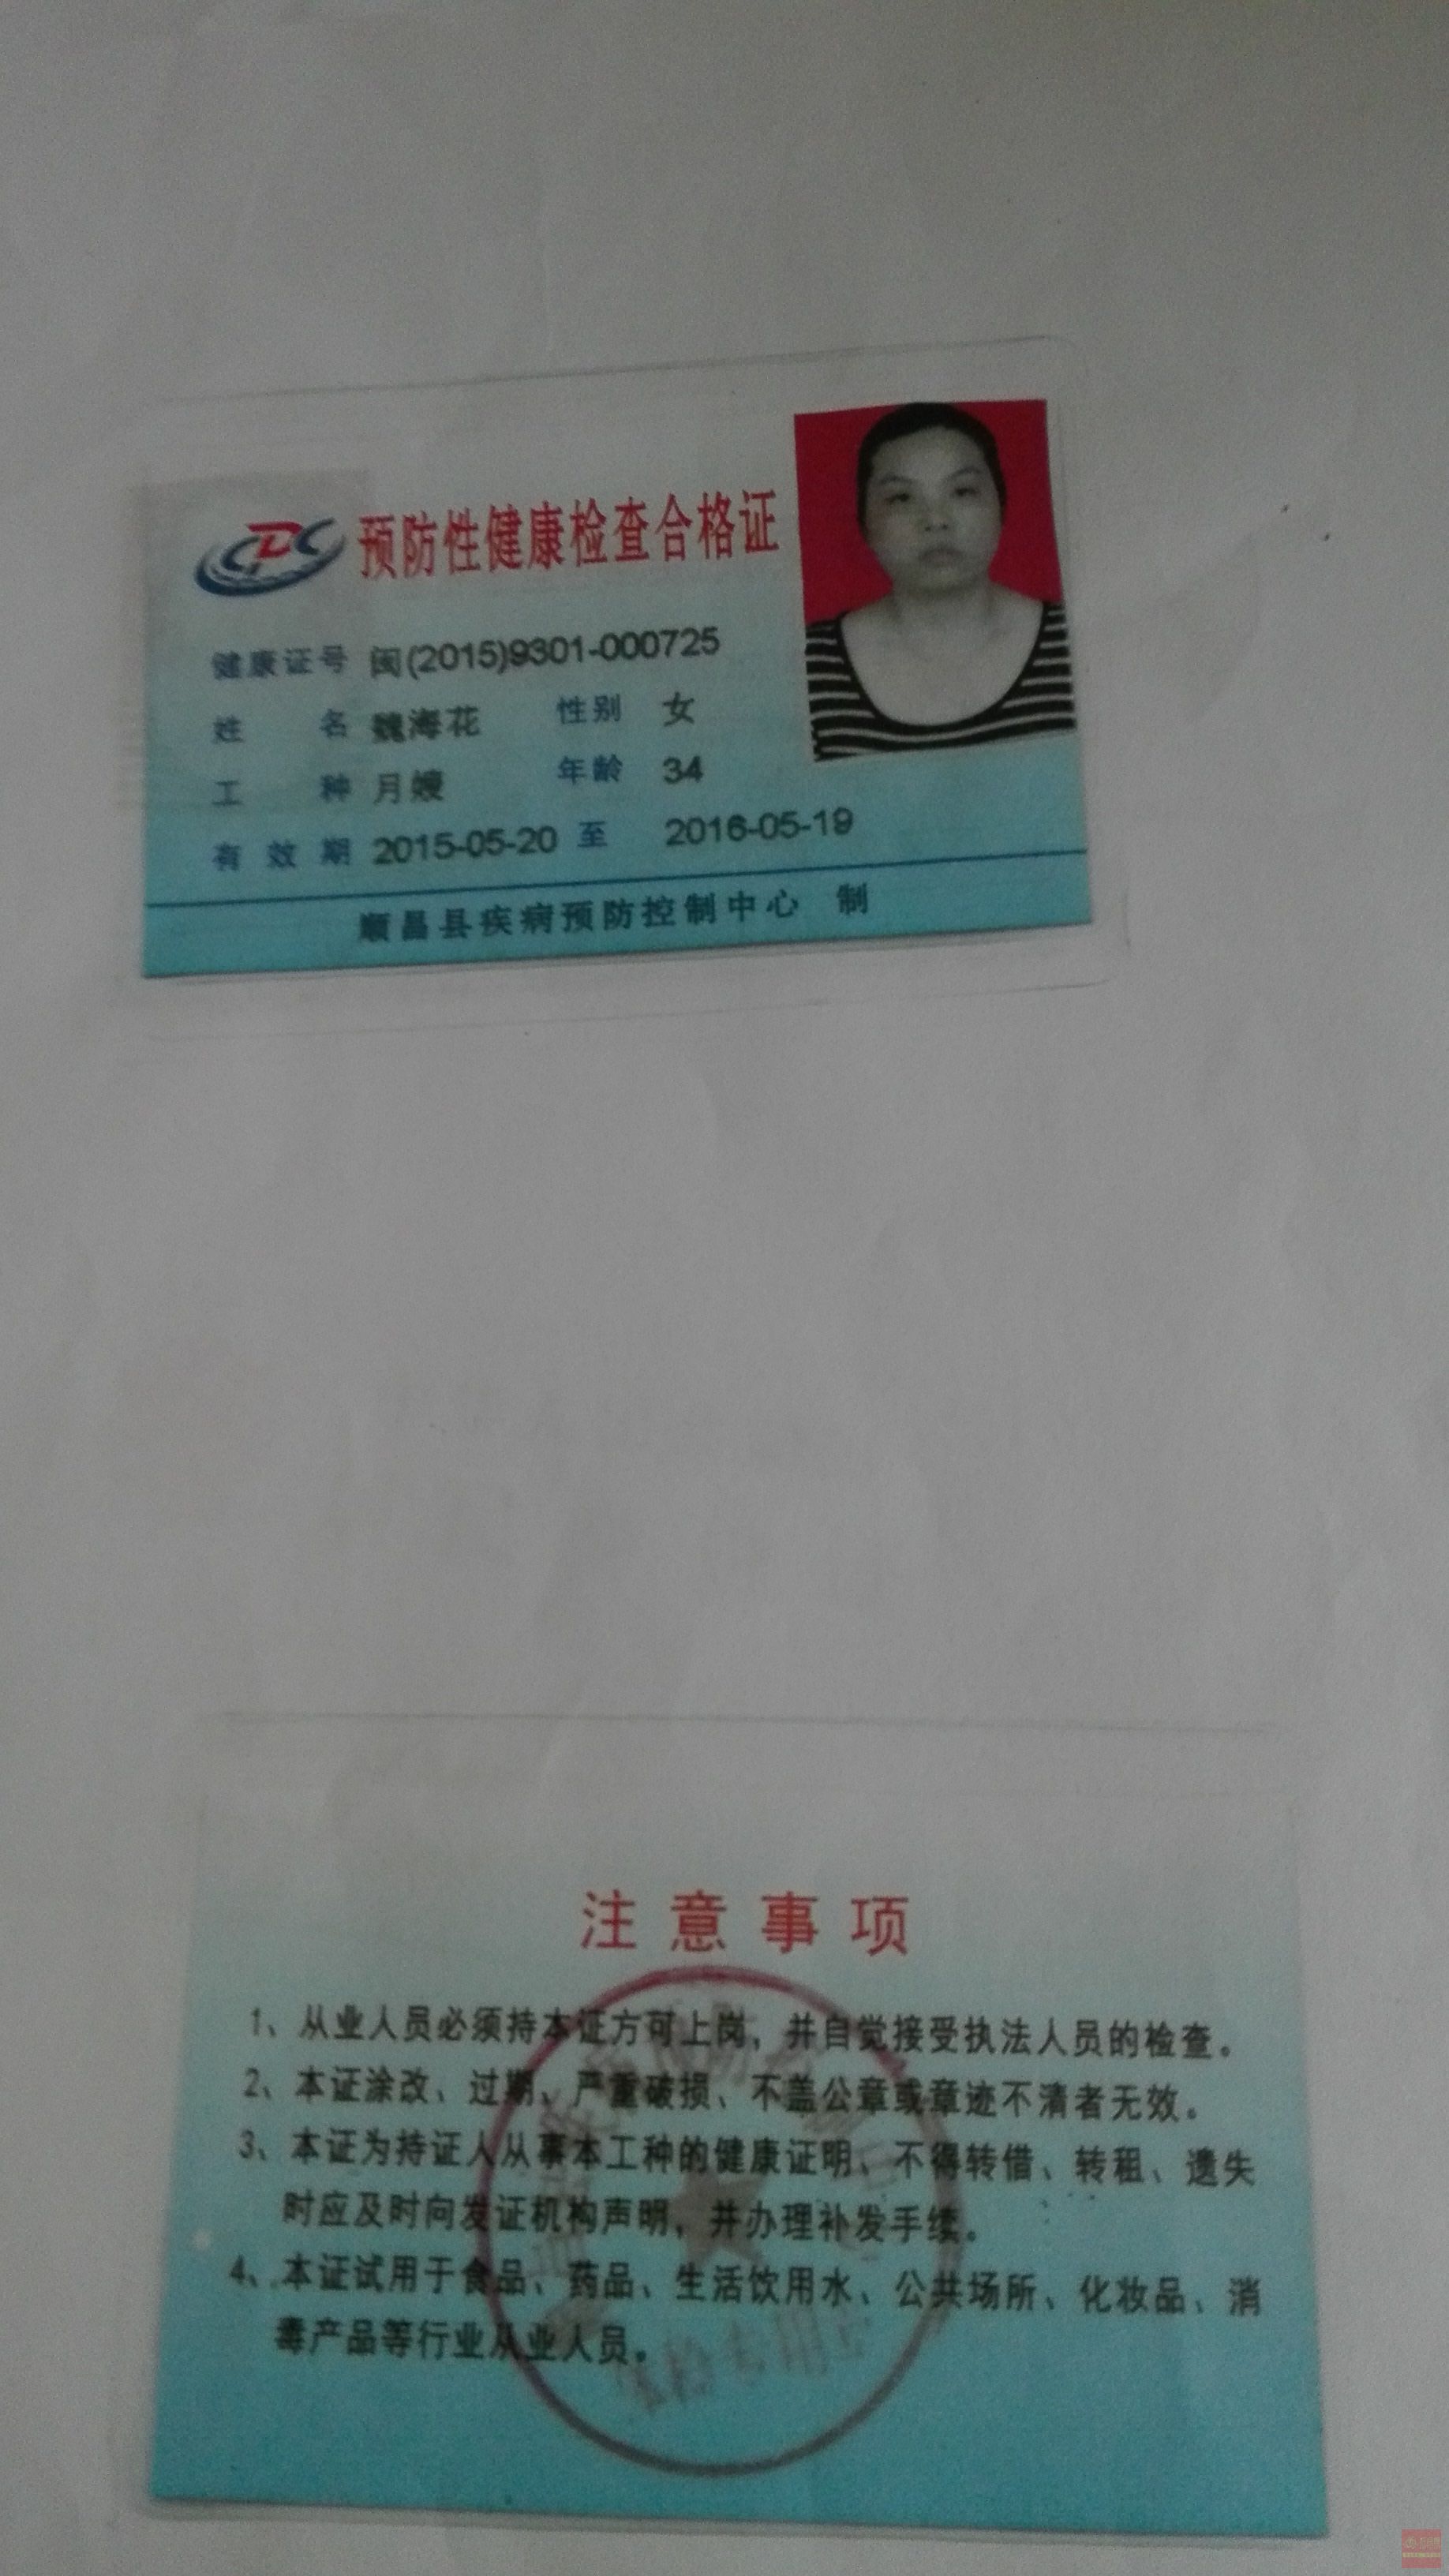 预防性健康检查合格证
健康证号 闽(2015)9301-000725
姓 名 魏海花 性别 女
工 种 月嫂 年龄 34
有 效 期 2015-05-20 至 2016-05-19
顺昌县疾病预防控制中心 制
注意事项
1、从业人员必须持本证方可上岗，并自觉接受执法人员的检查。
2、本证涂改、过期、严重破损、不盖公章或章迹不清者无效。
3、本证为持证人从事本工种的健康证明、不得转借、转租、遗失
时应及时向发证机构声明，并办理补发手续。
4、本证试用于食品、药品、生活饮用水、公共场所、化妆品、消
毒产品等行业从业人员。
体检专用章